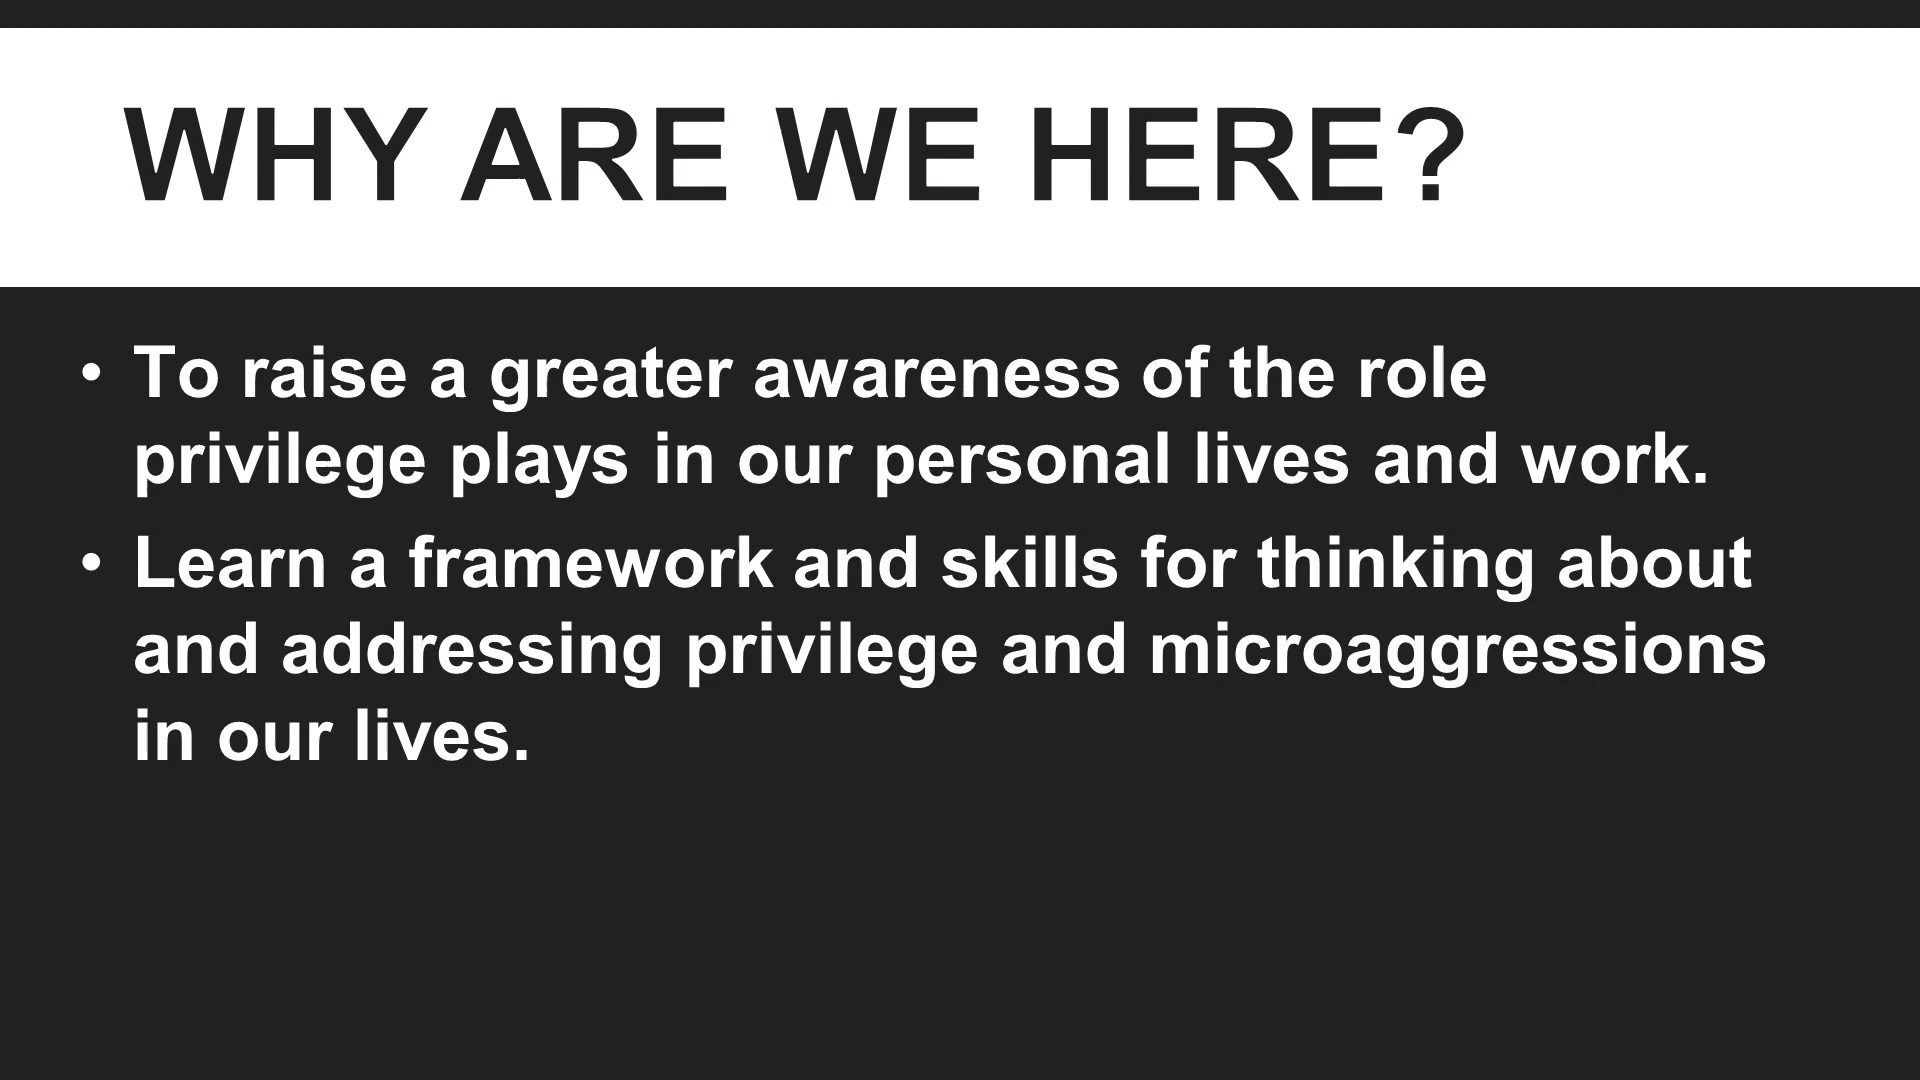 WHY ARE WE HERE?
• To raise a greater awareness of the role
privilege plays in our personal lives and work.
• Learn a framework and skills for thinking about
and addressing privilege and microaggressions
in our lives.